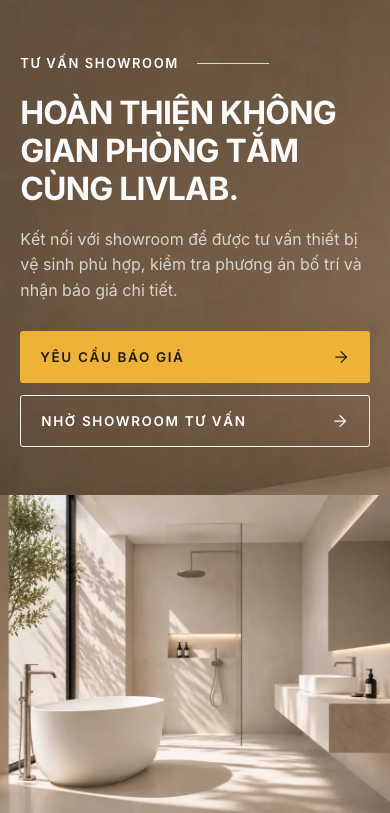 TƯ VẤN SHOWROOM
HOÀN THIỆN KHÔNG
GIAN PHÒNG TẮM
CÙNG LIVLAB.
Kết nối với showroom để được tư vấn thiết bị
vệ sinh phù hợp, kiểm tra phương án bố trí và
nhận báo giá chi tiết.
YÊU CẦU BÁO GIÁ
NHỜ SHOWROOM TƯ VẤN